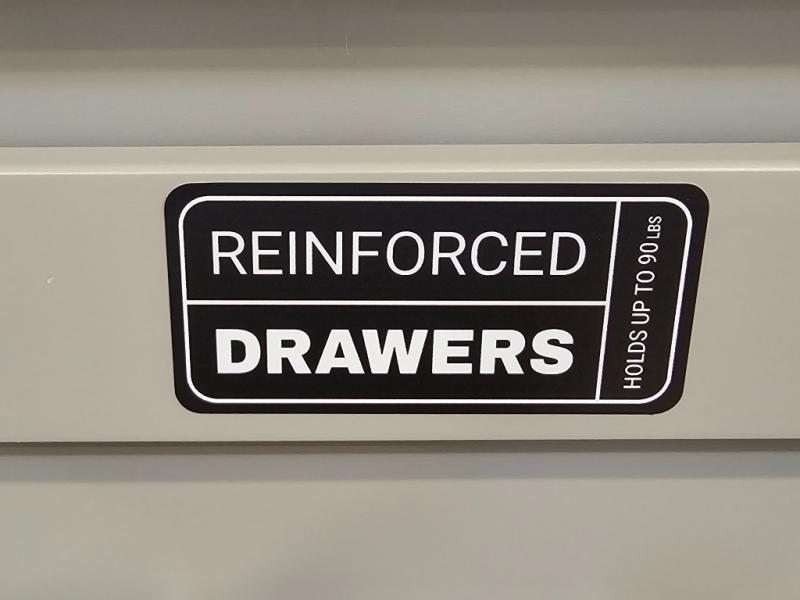 REINFORCED
DRAWERS
HOLDS UP TO 90 LBS